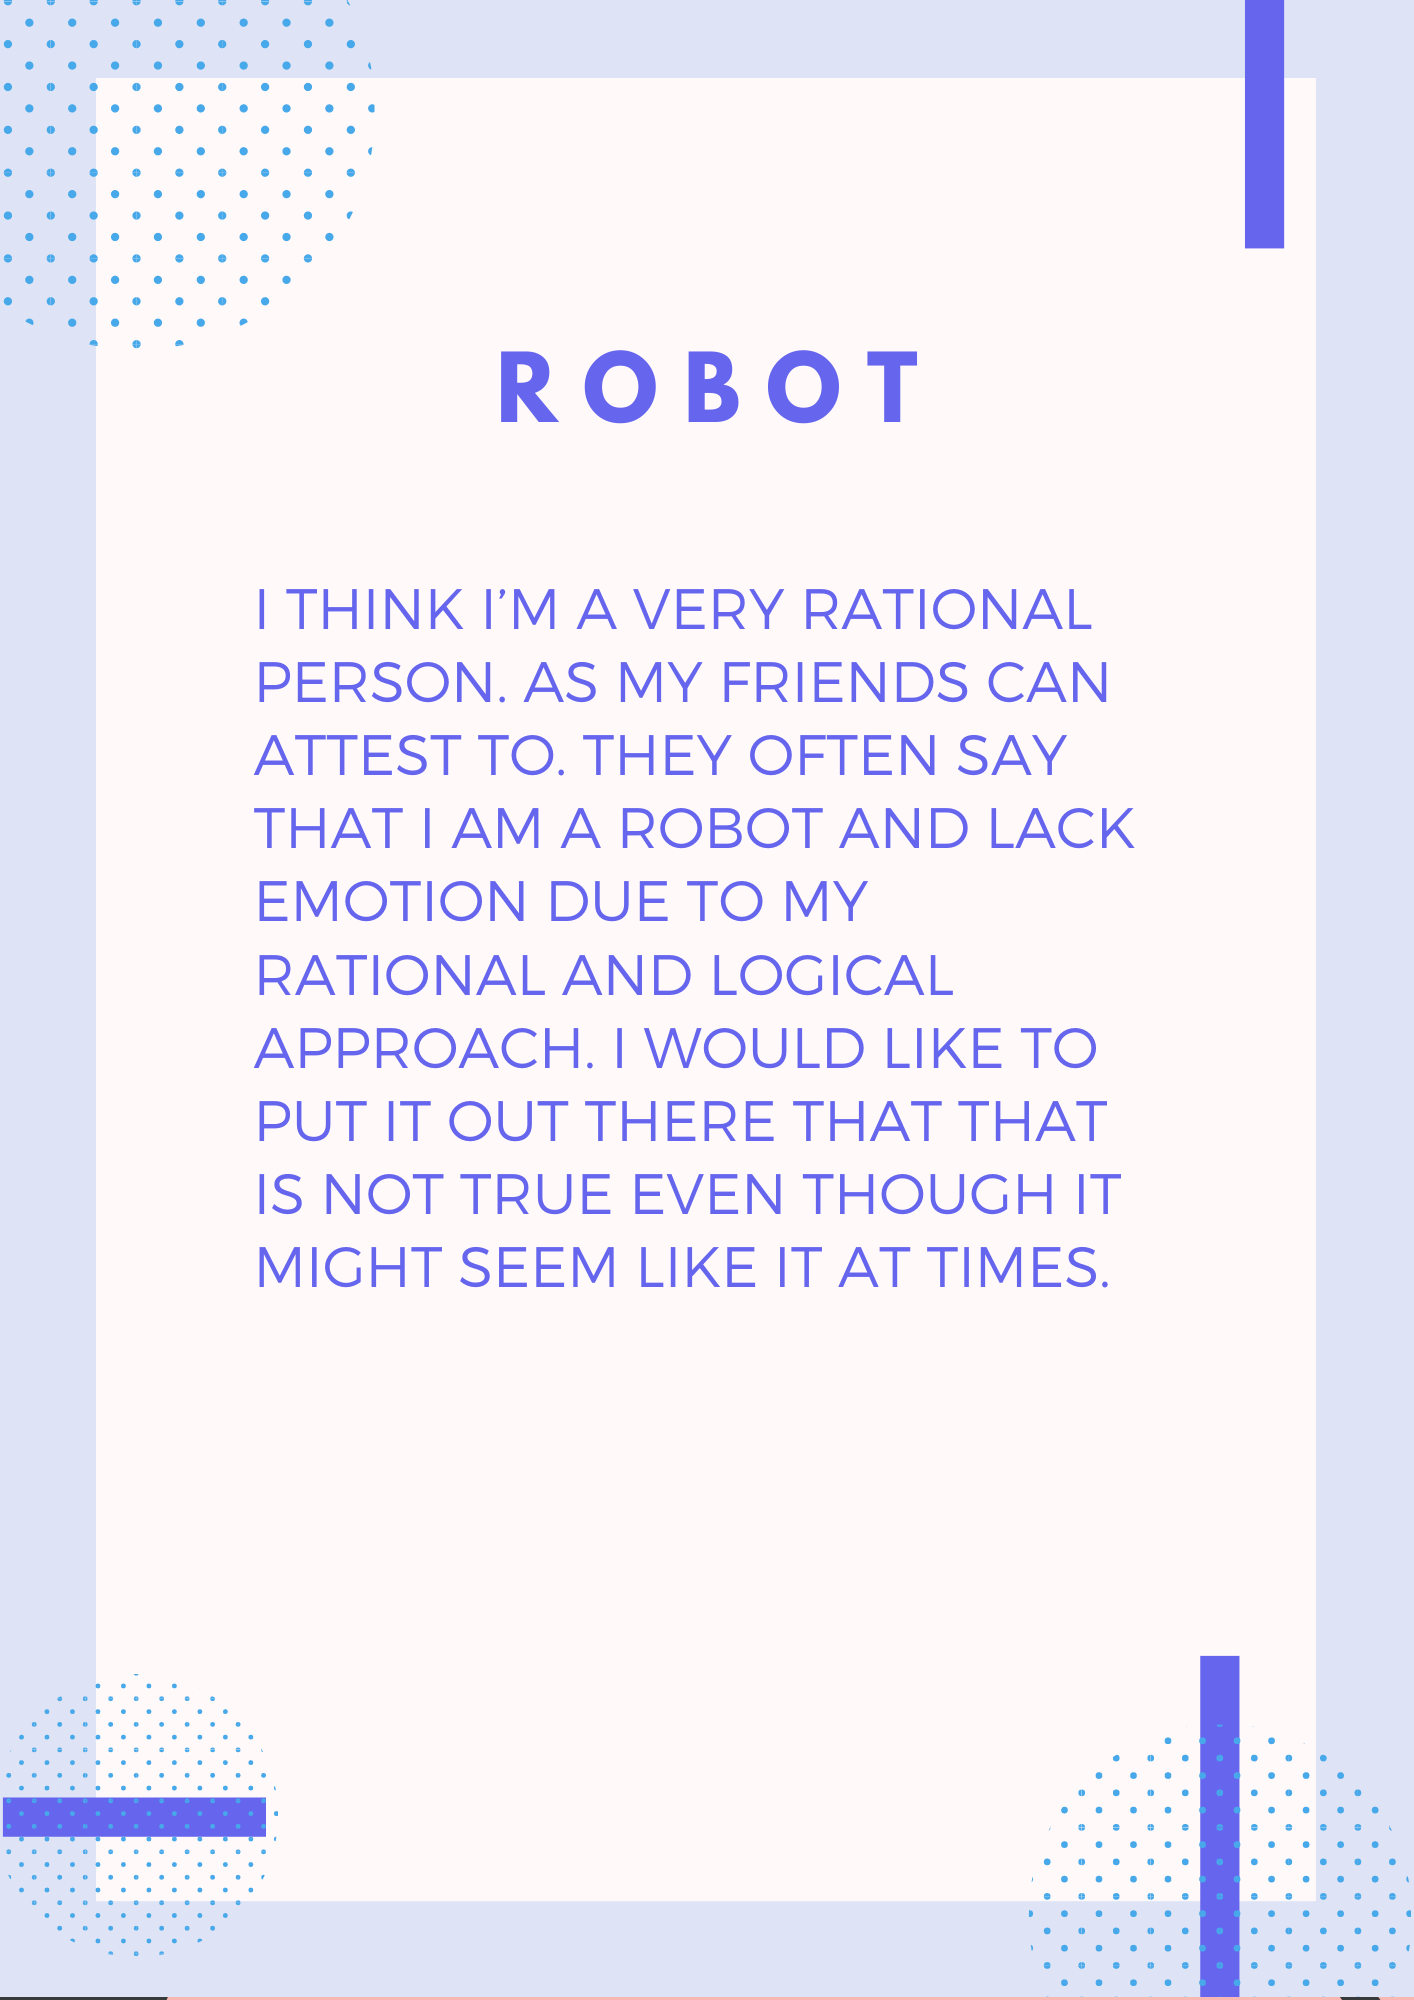 ROBOT
I THINK I’M A VERY RATIONAL
PERSON. AS MY FRIENDS CAN
ATTEST TO. THEY OFTEN SAY
THAT I AM A ROBOT AND LACK
EMOTION DUE TO MY
RATIONAL AND LOGICAL
APPROACH. I WOULD LIKE TO
PUT IT OUT THERE THAT THAT
IS NOT TRUE EVEN THOUGH IT
MIGHT SEEM LIKE IT AT TIMES.